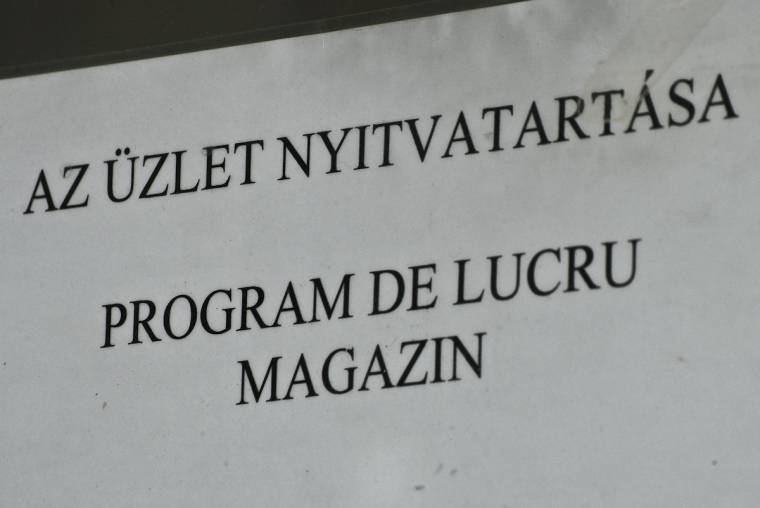 AZ ÜZLET NYITVATARTÁSA
PROGRAM DE LUCRU
MAGAZIN